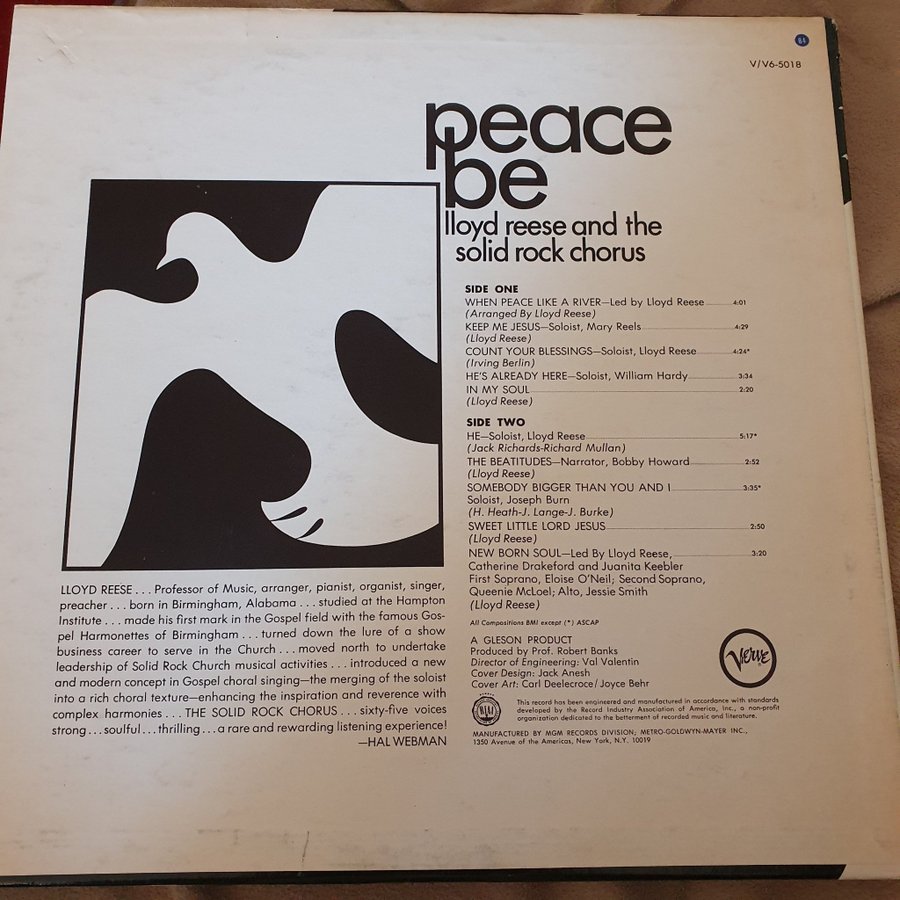 84
V/V6-5018
peace
be
lloyd reese and the
solid rock chorus
SIDE ONE
WHEN PEACE LIKE A RIVER—Led by Lloyd Reese 4:01
(Arranged By Lloyd Reese)
KEEP ME JESUS—Soloist, Mary Reels 4:29
(Lloyd Reese)
COUNT YOUR BLESSINGS—Soloist, Lloyd Reese 4:24*
(Irving Berlin)
HE'S ALREADY HERE—Soloist, William Hardy 3:34
IN MY SOUL 2:20
(Lloyd Reese)
SIDE TWO
HE—Soloist, Lloyd Reese 5:17*
(Jack Richards-Richard Mullan)
THE BEATITUDES—Narrator, Bobby Howard 2:52
(Lloyd Reese)
SOMEBODY BIGGER THAN YOU AND I 3:35*
Soloist, Joseph Burn
(H. Heath-J. Lange-J. Burke)
SWEET LITTLE LORD JESUS 2:50
(Lloyd Reese)
NEW BORN SOUL—Led By Lloyd Reese, 3:20
Catherine Drakeford and Juanita Keebler
First Soprano, Eloise O'Neil; Second Soprano,
Queenie McLoel; Alto, Jessie Smith
(Lloyd Reese)
All Compositions BMI except (*) ASCAP
A GLESON PRODUCT
Produced by Prof. Robert Banks
Director of Engineering: Val Valentin
Cover Design: Jack Anesh
Cover Art: Carl Deelecroce/Joyce Behr
Verve
This record has been engineered and manufactured in accordance with standards
developed by the Record Industry Association of America, Inc., a non-profit
organization dedicated to the betterment of recorded music and literature.
MANUFACTURED BY MGM RECORDS DIVISION; METRO-GOLDWYN-MAYER INC.,
1350 Avenue of the Americas, New York, N.Y. 10019
LLOYD REESE . . . Professor of Music, arranger, pianist, organist, singer,
preacher . . . born in Birmingham, Alabama . . . studied at the Hampton
Institute . . . made his first mark in the Gospel field with the famous Gos-
pel Harmonettes of Birmingham . . . turned down the lure of a show
business career to serve in the Church . . . moved north to undertake
leadership of Solid Rock Church musical activities . . . introduced a new
and modern concept in Gospel choral singing—the merging of the soloist
into a rich choral texture—enhancing the inspiration and reverence with
complex harmonies . . . THE SOLID ROCK CHORUS . . . sixty-five voices
strong . . . soulful . . . thrilling . . . a rare and rewarding listening experience!
—HAL WEBMAN